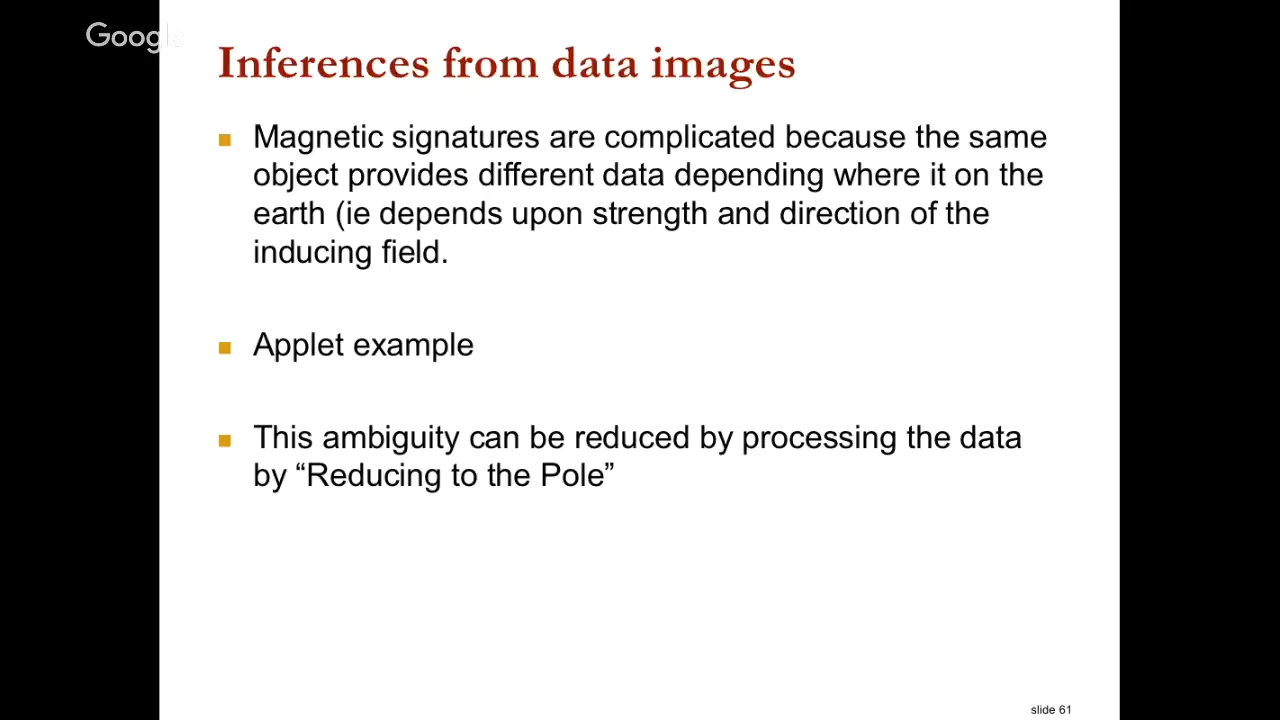 Google
Inferences from data images
Magnetic signatures are complicated because the same
object provides different data depending where it on the
earth (ie depends upon strength and direction of the
inducing field.
Applet example
This ambiguity can be reduced by processing the data
by “Reducing to the Pole”
slide 61